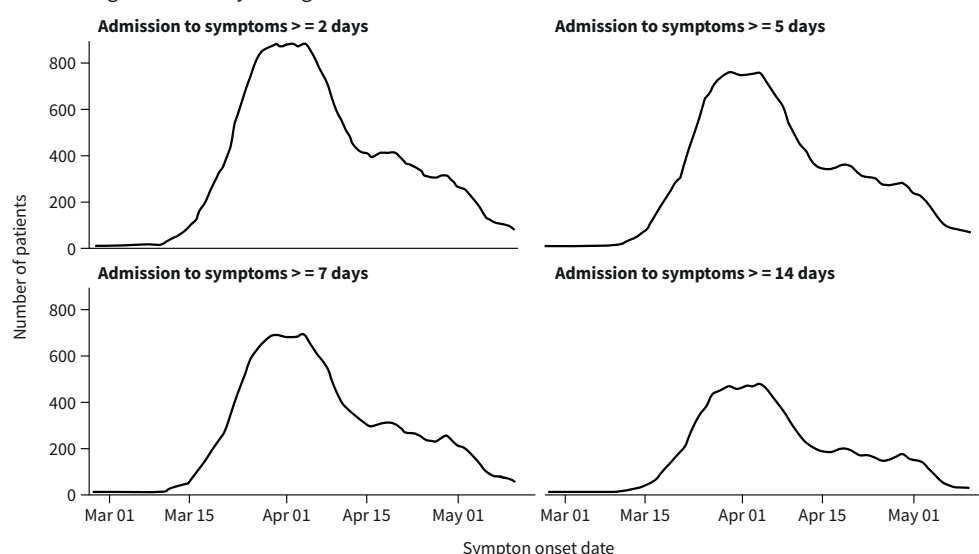 Admission to symptoms > = 2 days
Admission to symptoms > = 5 days
800
600
400
200
0
Number of patients
Admission to symptoms > = 7 days
Admission to symptoms > = 14 days
800
600
400
200
0
Mar 01 Mar 15 Apr 01 Apr 15 May 01
Mar 01 Mar 15 Apr 01 Apr 15 May 01
Sympton onset date